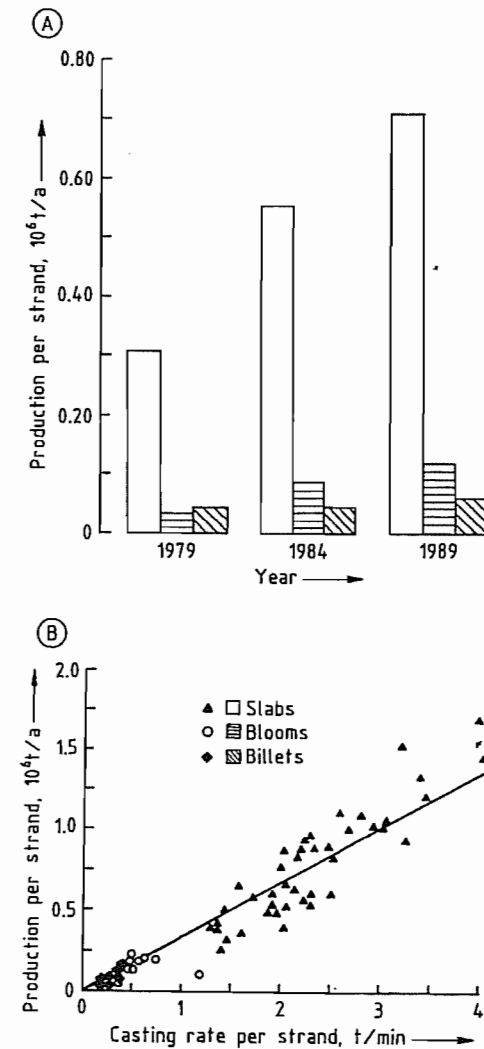 A
0.80
0.60
0.40
0.20
0
Production per strand, 10⁶t/a
1979 1984 1989
Year
B
2.0
1.5
1.0
0.5
0
Production per strand, 10⁶t/a
Slabs
Blooms
Billets
0 1 2 3 4
Casting rate per strand, t/min